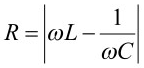 R = |ωL − 1/ωC|